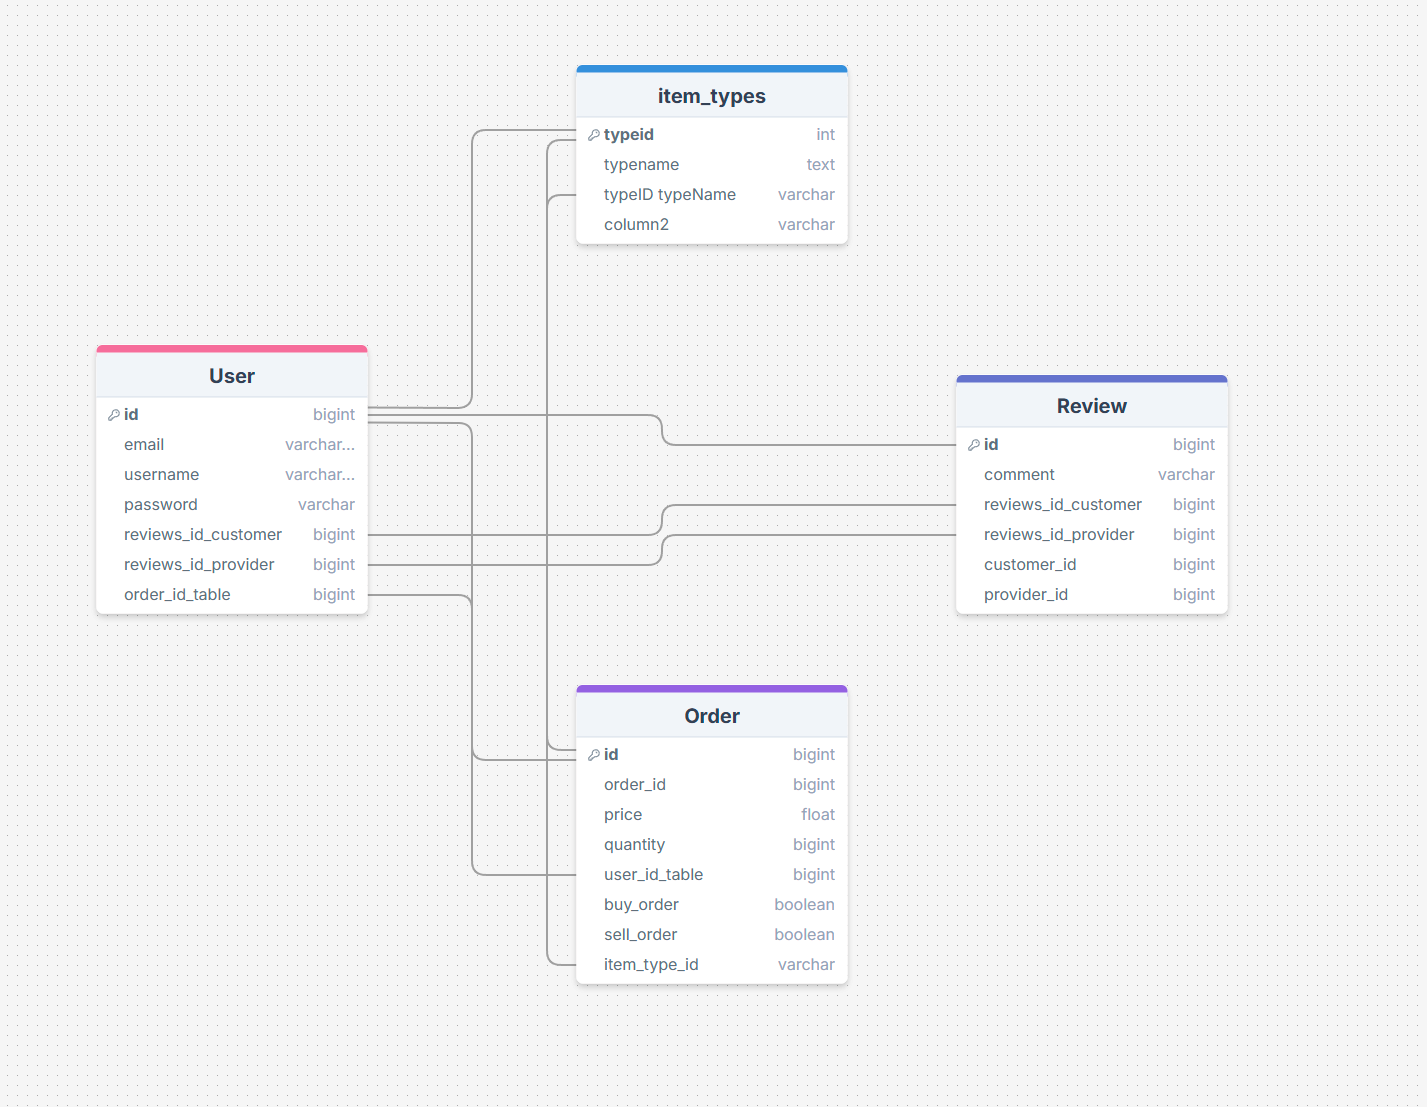 item_types
typeid int
typename text
typeID typeName varchar
column2 varchar
User
id bigint
email varchar...
username varchar...
password varchar
reviews_id_customer bigint
reviews_id_provider bigint
order_id_table bigint
Review
id bigint
comment varchar
reviews_id_customer bigint
reviews_id_provider bigint
customer_id bigint
provider_id bigint
Order
id bigint
order_id bigint
price float
quantity bigint
user_id_table bigint
buy_order boolean
sell_order boolean
item_type_id varchar